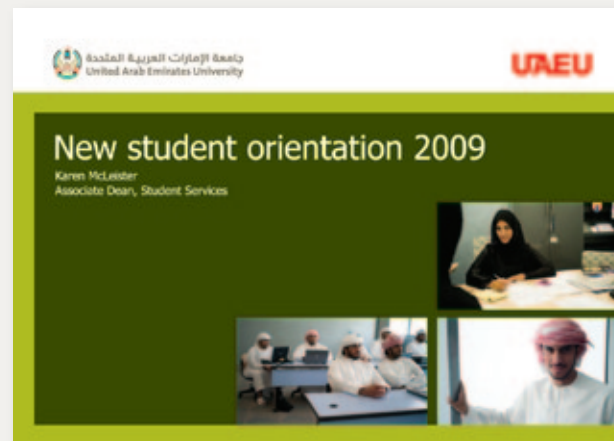 جامعة الإمارات العربية المتحدة
United Arab Emirates University
UAEU
New student orientation 2009
Karen McLeister
Associate Dean, Student Services